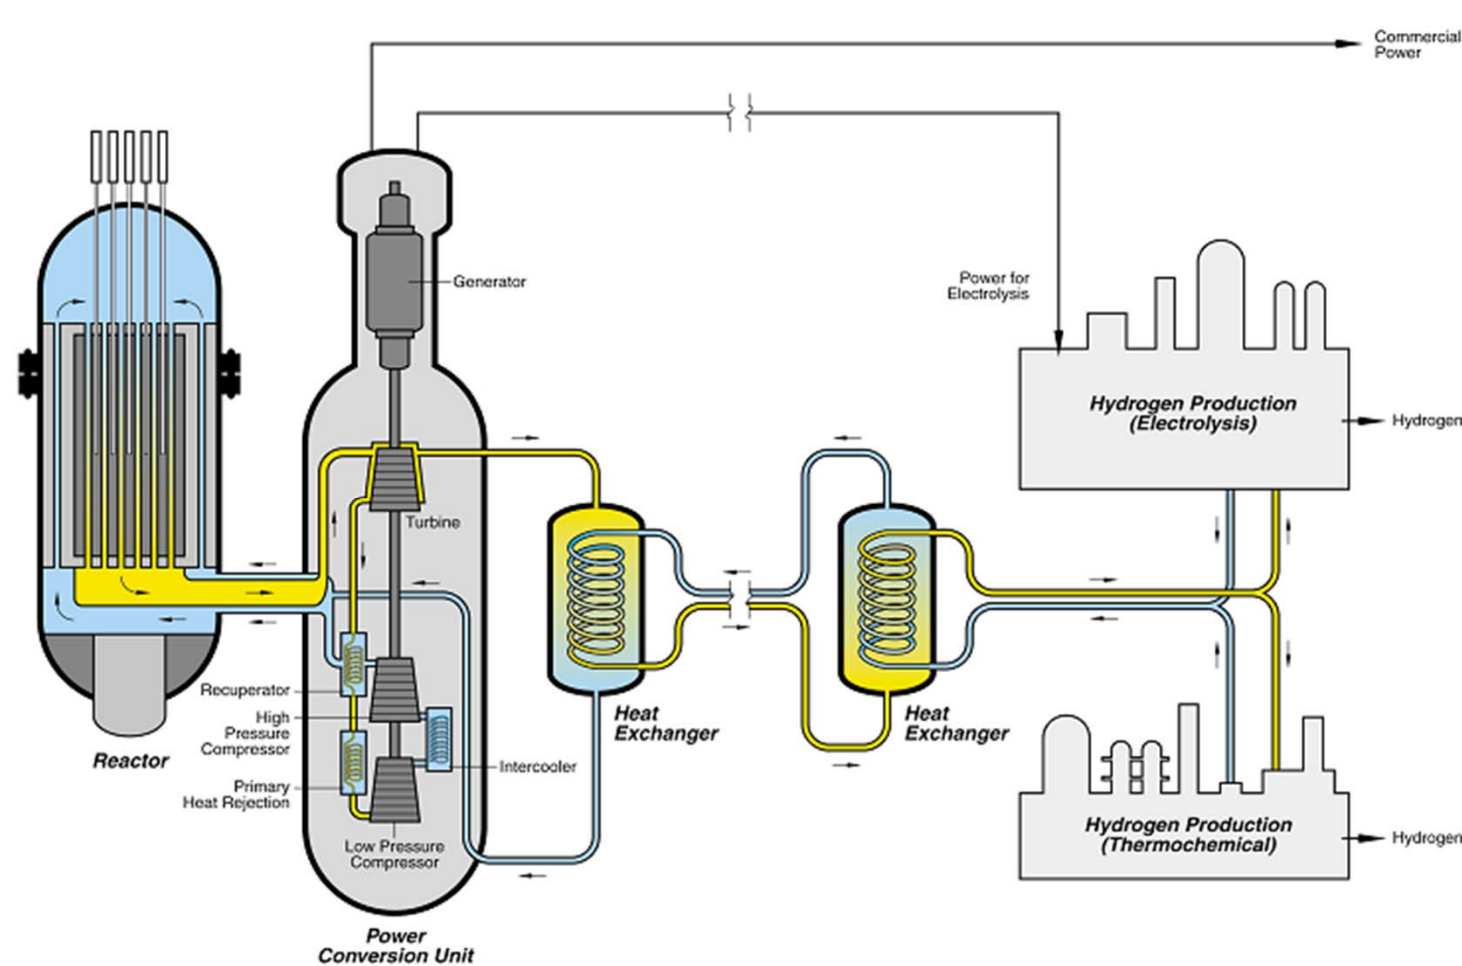 Commercial
Power
Generator
Power for
Electrolysis
Hydrogen Production
(Electrolysis)
Hydrogen
Turbine
Recuperator
High
Pressure
Compressor
Primary
Heat Rejection
Intercooler
Low Pressure
Compressor
Reactor
Power
Conversion Unit
Heat
Exchanger
Heat
Exchanger
Hydrogen Production
(Thermochemical)
Hydrogen